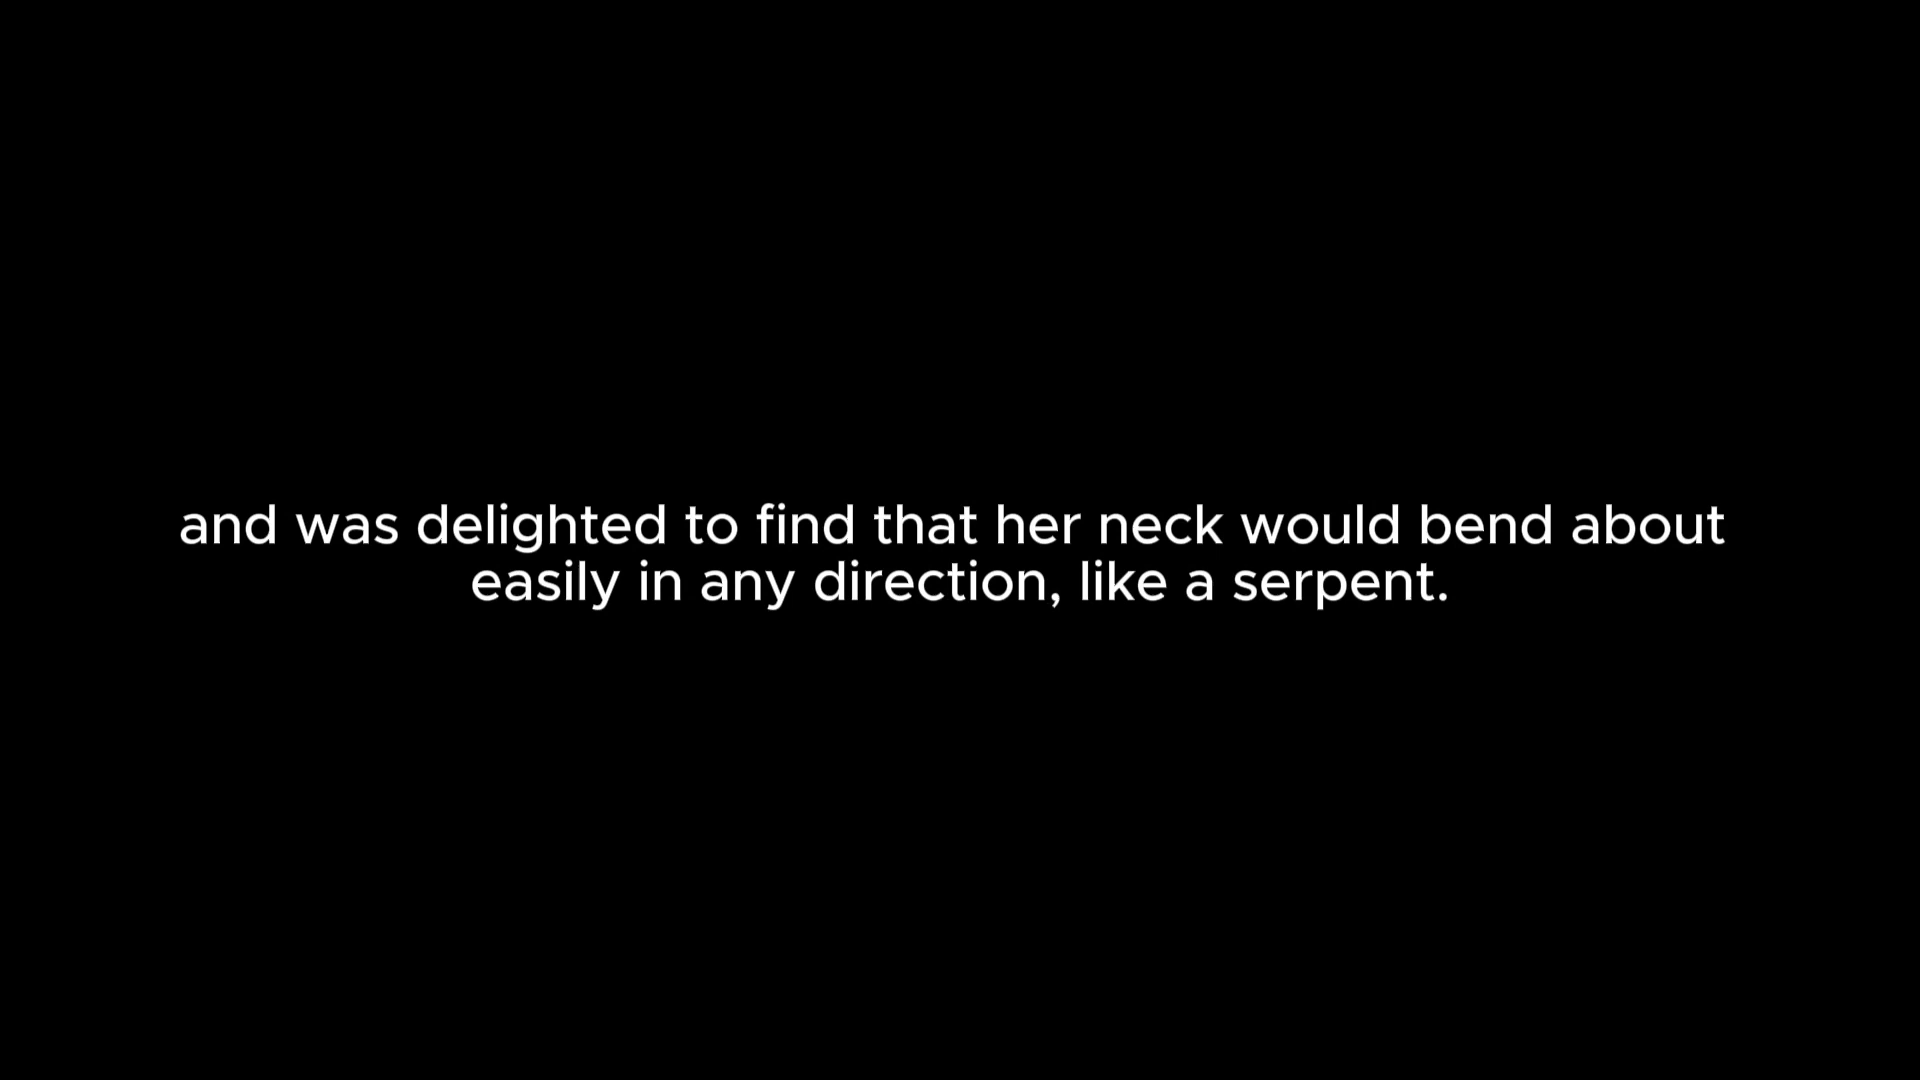 and was delighted to find that her neck would bend about
easily in any direction, like a serpent.